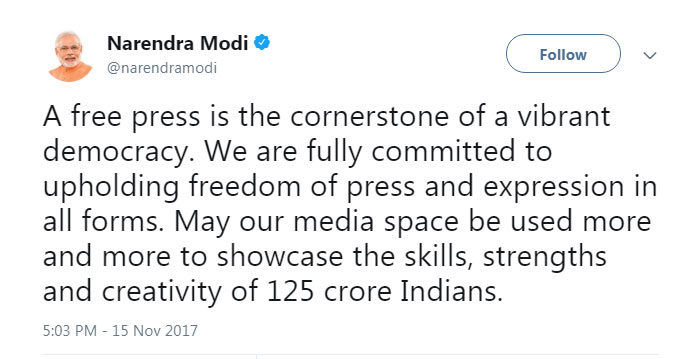 Narendra Modi
@narendramodi
Follow
A free press is the cornerstone of a vibrant
democracy. We are fully committed to
upholding freedom of press and expression in
all forms. May our media space be used more
and more to showcase the skills, strengths
and creativity of 125 crore Indians.
5:03 PM - 15 Nov 2017